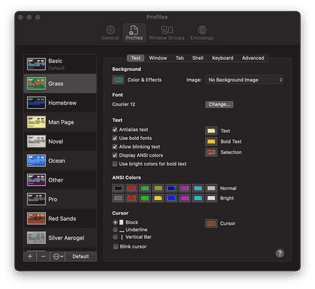 Profiles
General
Profiles
Window Groups
Encodings
Text
Window
Tab
Shell
Keyboard
Advanced
Basic
Default
Grass
Homebrew
Man Page
Novel
Ocean
Other
Pro
Red Sands
Silver Aerogel
+
−
Default
Background
Color & Effects
Image:
No Background Image
Font
Courier 12
Change...
Text
Antialias text
Use bold fonts
Allow blinking text
Display ANSI colors
Use bright colors for bold text
Text
Bold Text
Selection
ANSI Colors
Normal
Bright
Cursor
Block
Underline
Vertical Bar
Blink cursor
Cursor
?